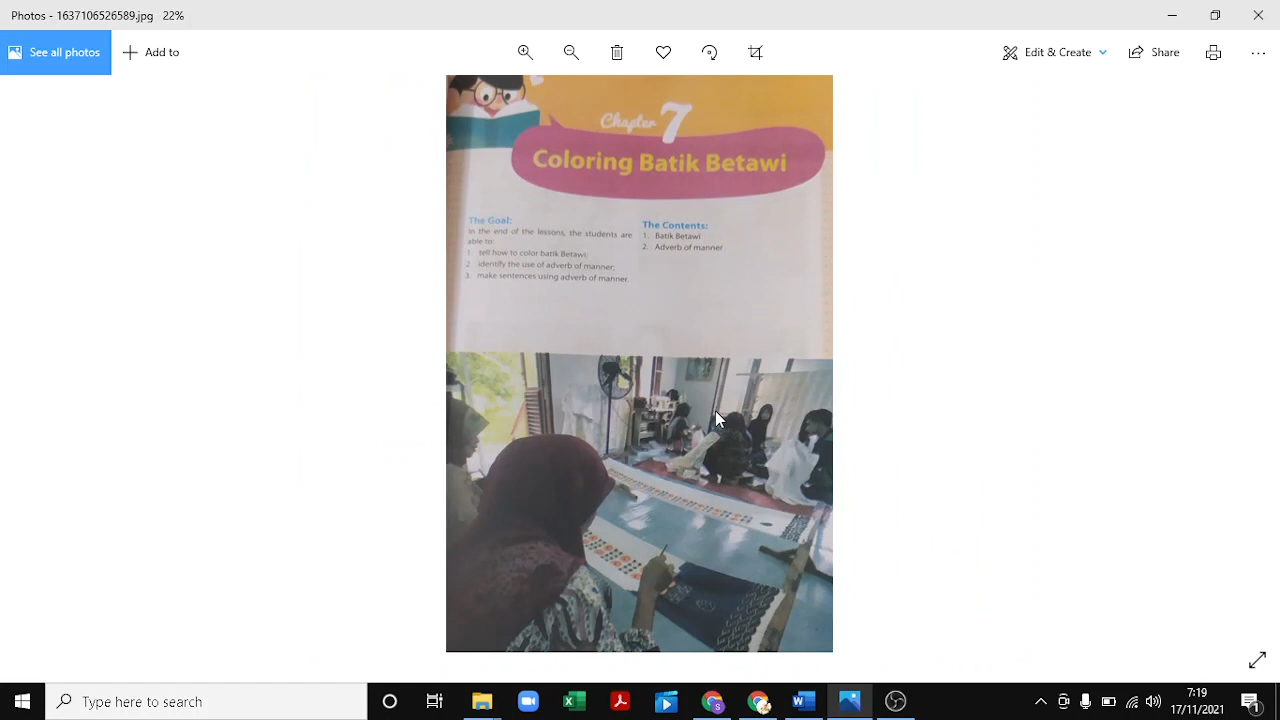 Photos - 1637106526589.jpg   22%
See all photos
Add to
Edit & Create
Share
Chapter 7
Coloring Batik Betawi
The Goal:
In the end of the lessons, the students are
able to:
1. tell how to color batik Betawi;
2. identify the use of adverb of manner;
3. make sentences using adverb of manner.
The Contents:
1. Batik Betawi
2. Adverb of manner
Type here to search
7:19
17/11/2021